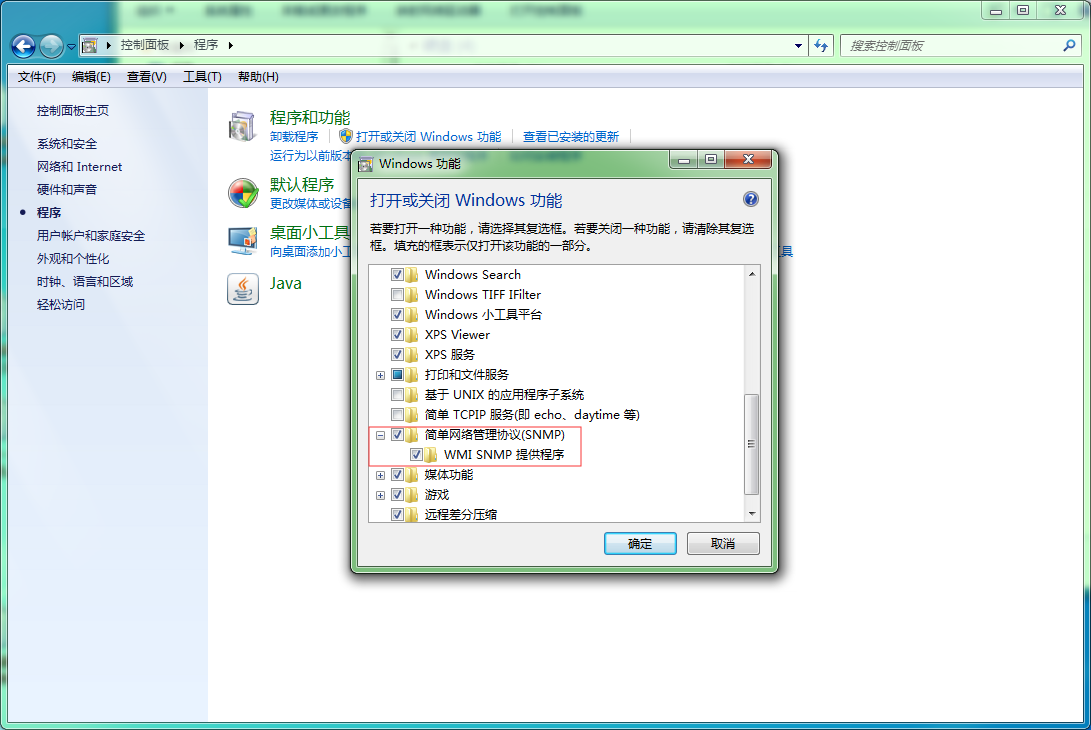 控制面板 程序
搜索控制面板
文件(F) 编辑(E) 查看(V) 工具(T) 帮助(H)
控制面板主页
系统和安全
网络和 Internet
硬件和声音
程序
用户帐户和家庭安全
外观和个性化
时钟、语言和区域
轻松访问
程序和功能
卸载程序 打开或关闭 Windows 功能 查看已安装的更新
运行为以前版本
默认程序
更改媒体或设备
桌面小工具
向桌面添加小工
具
Java
Windows 功能
打开或关闭 Windows 功能
若要打开一种功能，请选择其复选框。若要关闭一种功能，请清除其复选
框。填充的框表示仅打开该功能的一部分。
Windows Search
Windows TIFF IFilter
Windows 小工具平台
XPS Viewer
XPS 服务
打印和文件服务
基于 UNIX 的应用程序子系统
简单 TCPIP 服务(即 echo、daytime 等)
简单网络管理协议(SNMP)
WMI SNMP 提供程序
媒体功能
游戏
远程差分压缩
确定 取消